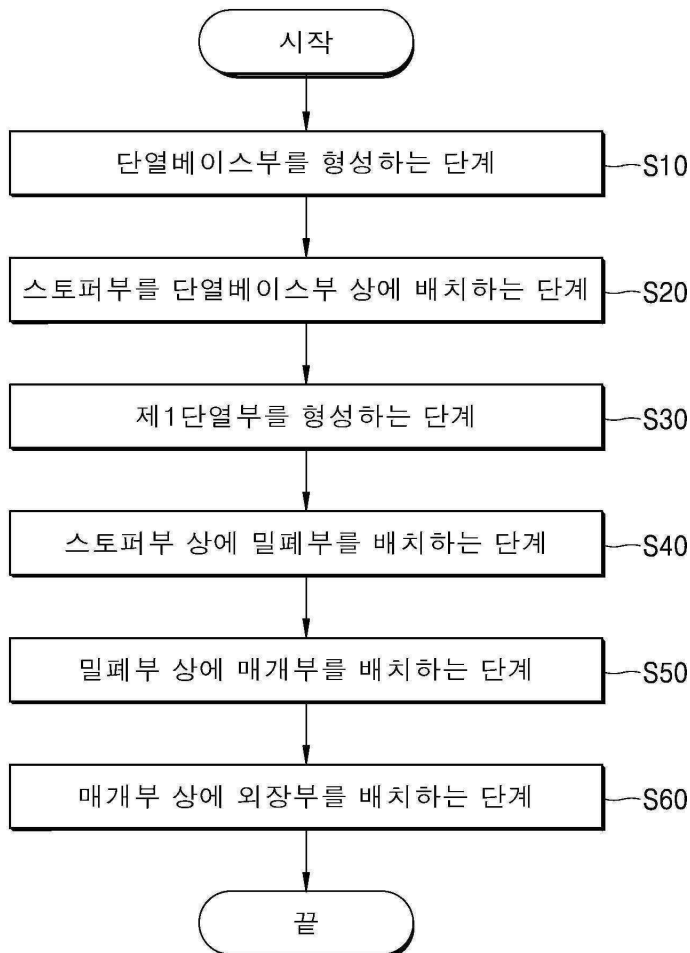 시작
단열베이스부를 형성하는 단계 S10
스토퍼부를 단열베이스부 상에 배치하는 단계 S20
제1단열부를 형성하는 단계 S30
스토퍼부 상에 밀폐부를 배치하는 단계 S40
밀폐부 상에 매개부를 배치하는 단계 S50
매개부 상에 외장부를 배치하는 단계 S60
끝